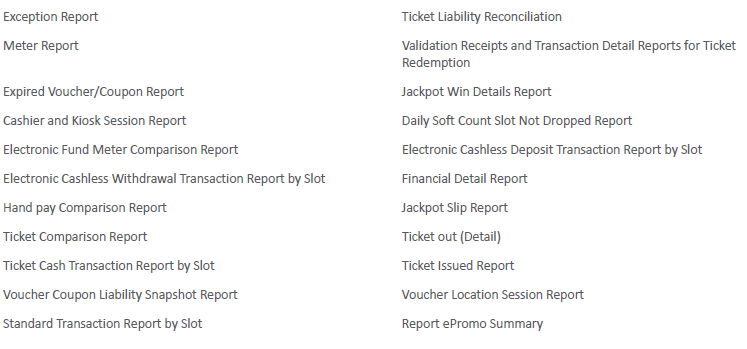 Exception Report
Ticket Liability Reconciliation
Meter Report
Validation Receipts and Transaction Detail Reports for Ticket
Redemption
Expired Voucher/Coupon Report
Jackpot Win Details Report
Cashier and Kiosk Session Report
Daily Soft Count Slot Not Dropped Report
Electronic Fund Meter Comparison Report
Electronic Cashless Deposit Transaction Report by Slot
Electronic Cashless Withdrawal Transaction Report by Slot
Financial Detail Report
Hand pay Comparison Report
Jackpot Slip Report
Ticket Comparison Report
Ticket out (Detail)
Ticket Cash Transaction Report by Slot
Ticket Issued Report
Voucher Coupon Liability Snapshot Report
Voucher Location Session Report
Standard Transaction Report by Slot
Report ePromo Summary